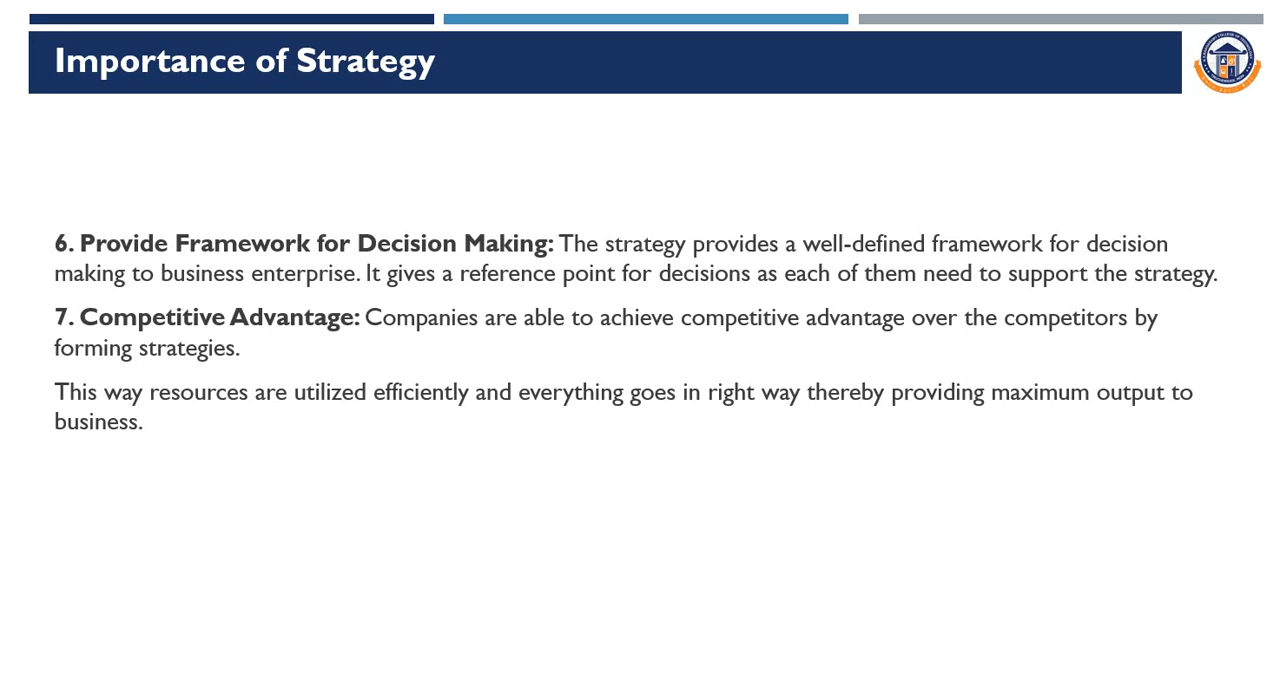 Importance of Strategy
6. Provide Framework for Decision Making: The strategy provides a well-defined framework for decision
making to business enterprise. It gives a reference point for decisions as each of them need to support the strategy.
7. Competitive Advantage: Companies are able to achieve competitive advantage over the competitors by
forming strategies.
This way resources are utilized efficiently and everything goes in right way thereby providing maximum output to
business.